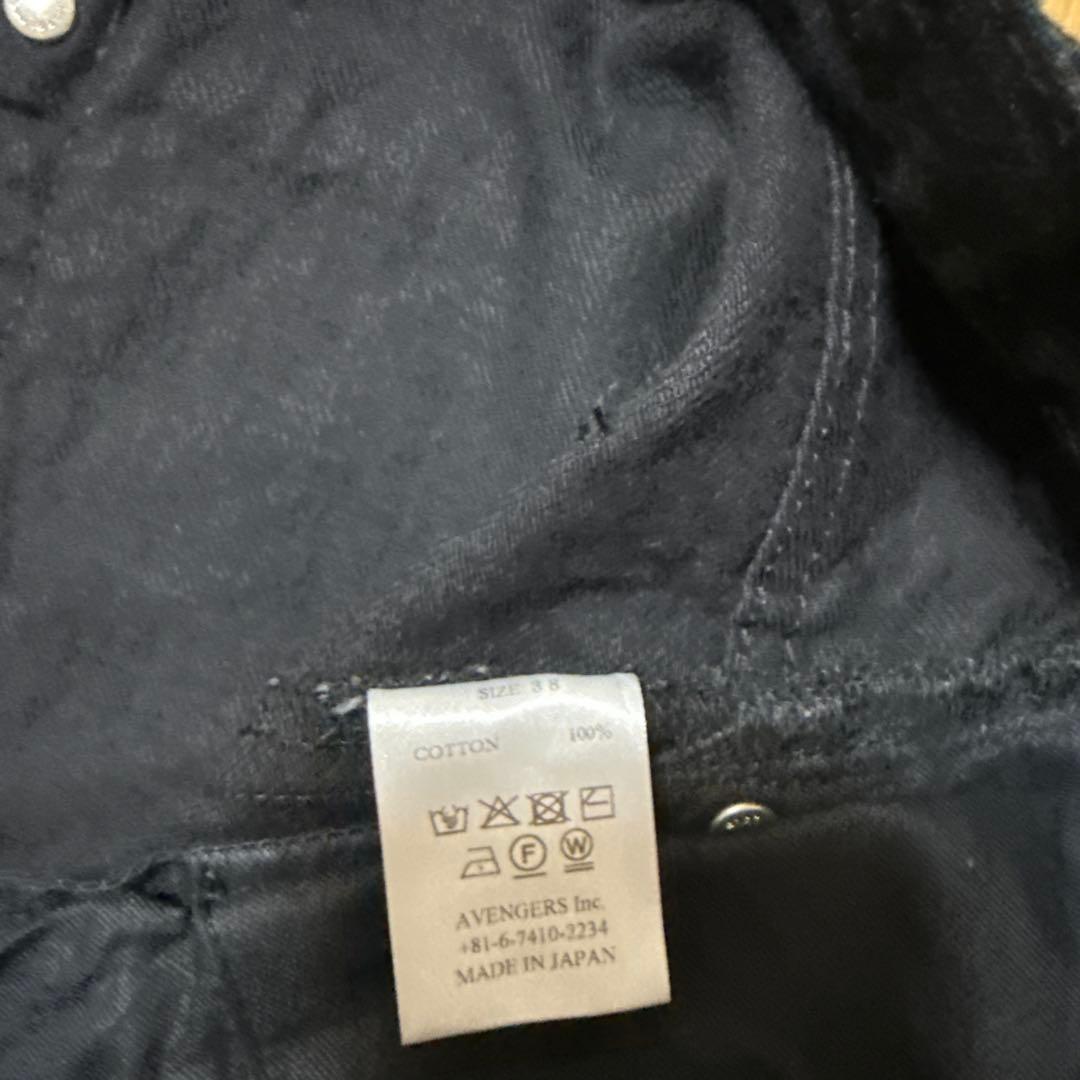 SIZE 38
COTTON 100%
F W
AVENGERS Inc.
+81-6-7410-2234
MADE IN JAPAN